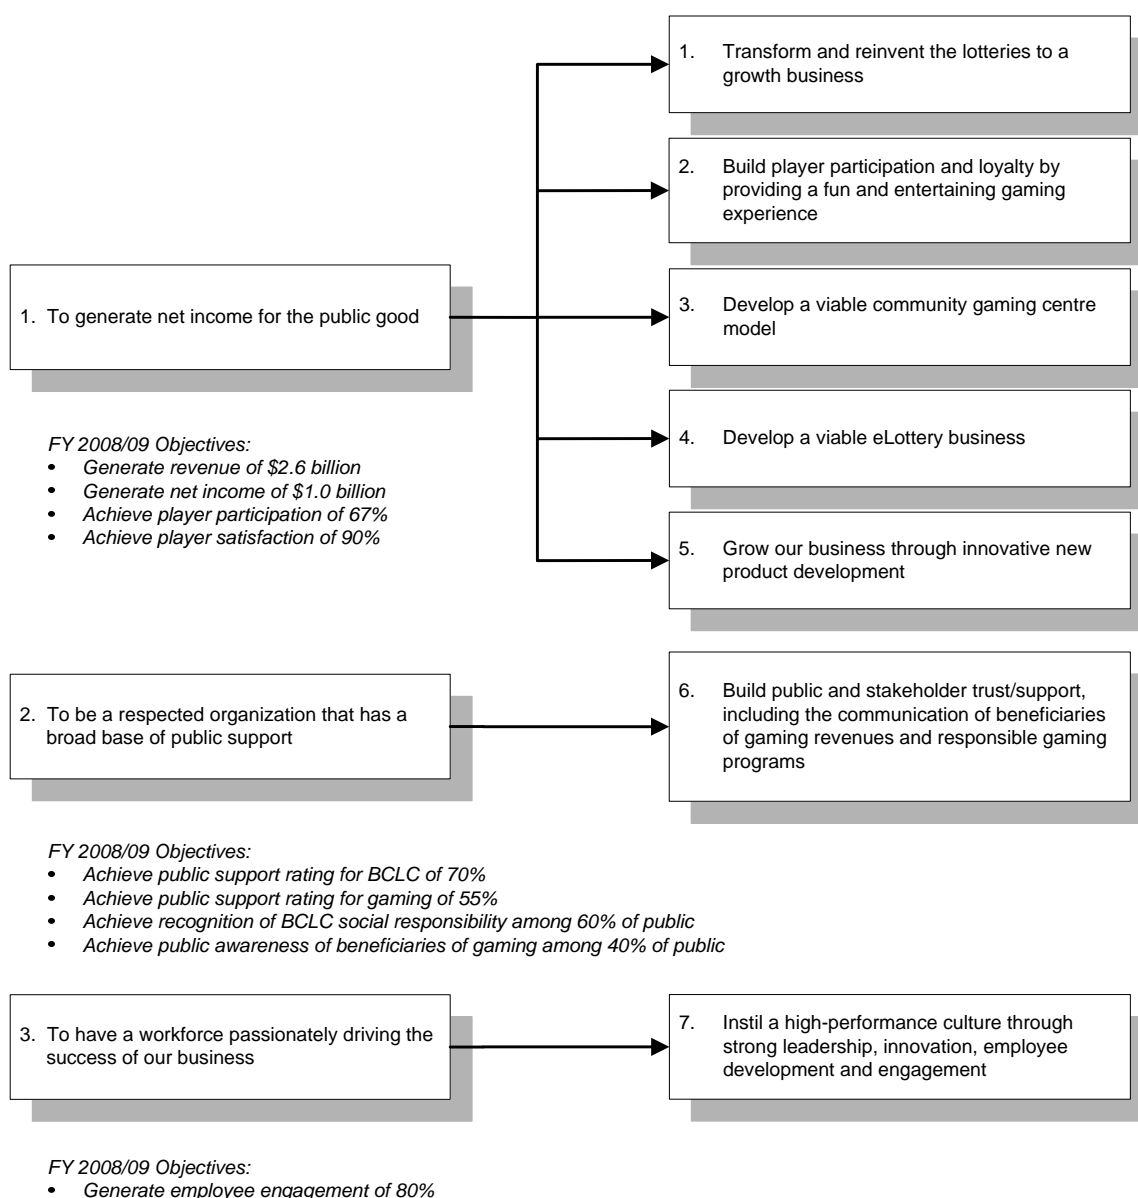 1. Transform and reinvent the lotteries to a
growth business
2. Build player participation and loyalty by
providing a fun and entertaining gaming
experience
1. To generate net income for the public good
3. Develop a viable community gaming centre
model
4. Develop a viable eLottery business
FY 2008/09 Objectives:
• Generate revenue of $2.6 billion
• Generate net income of $1.0 billion
• Achieve player participation of 67%
• Achieve player satisfaction of 90%
5. Grow our business through innovative new
product development
2. To be a respected organization that has a
broad base of public support
6. Build public and stakeholder trust/support,
including the communication of beneficiaries
of gaming revenues and responsible gaming
programs
FY 2008/09 Objectives:
• Achieve public support rating for BCLC of 70%
• Achieve public support rating for gaming of 55%
• Achieve recognition of BCLC social responsibility among 60% of public
• Achieve public awareness of beneficiaries of gaming among 40% of public
3. To have a workforce passionately driving the
success of our business
7. Instil a high-performance culture through
strong leadership, innovation, employee
development and engagement
FY 2008/09 Objectives:
• Generate employee engagement of 80%